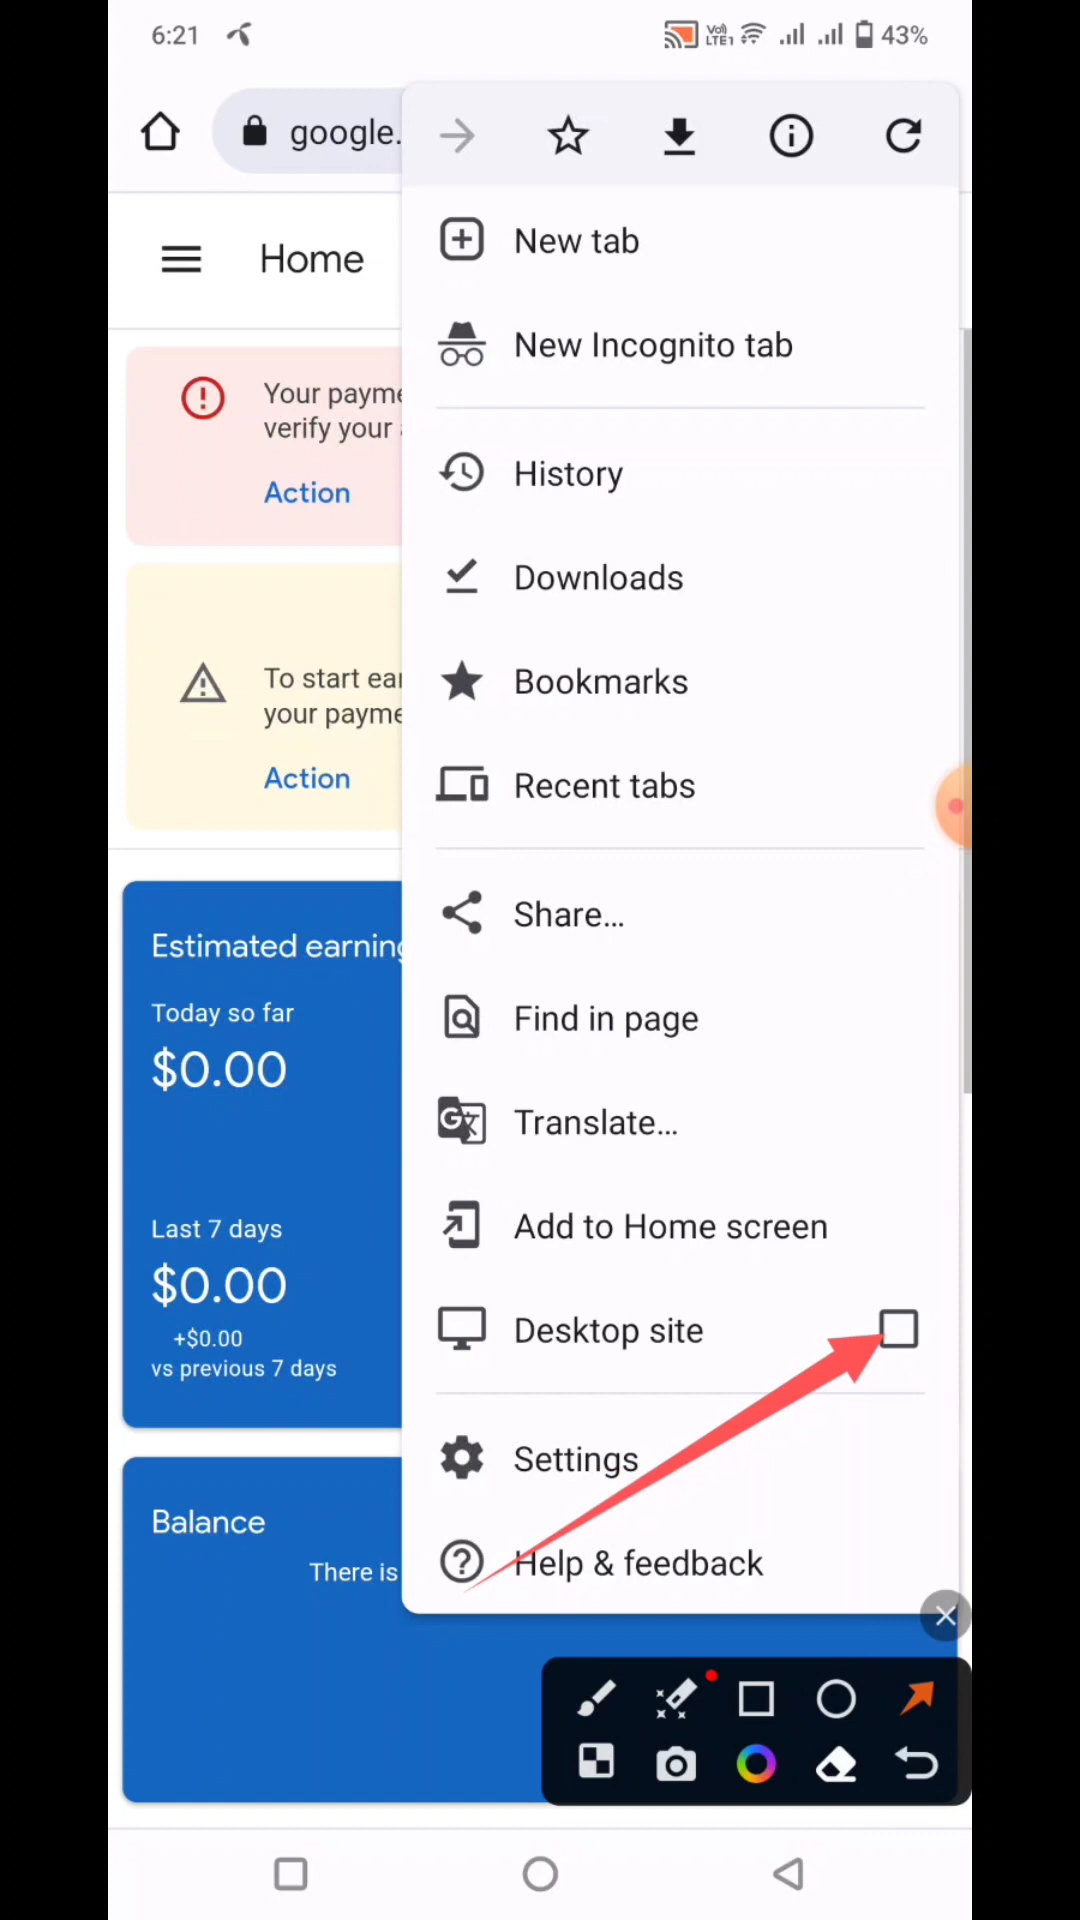 6:21
Vo)) LTE1
43%
google.
Home
New tab
New Incognito tab
Your payme
verify your
Action
History
Downloads
Bookmarks
To start ear
your payme
Action
Recent tabs
Share...
Estimated earning
Today so far
$0.00
Find in page
Translate...
Last 7 days
$0.00
+$0.00
vs previous 7 days
Add to Home screen
Desktop site
Settings
Balance
There is
Help & feedback